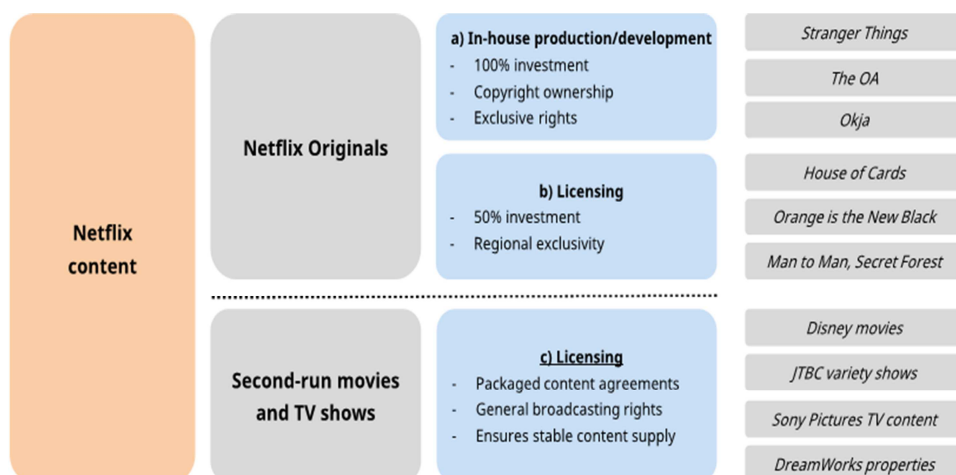 Netflix
content
Netflix Originals
a) In-house production/development
- 100% investment
- Copyright ownership
- Exclusive rights
Stranger Things
The OA
Okja
b) Licensing
- 50% investment
- Regional exclusivity
House of Cards
Orange is the New Black
Man to Man, Secret Forest
Second-run movies
and TV shows
c) Licensing
- Packaged content agreements
- General broadcasting rights
- Ensures stable content supply
Disney movies
JTBC variety shows
Sony Pictures TV content
DreamWorks properties